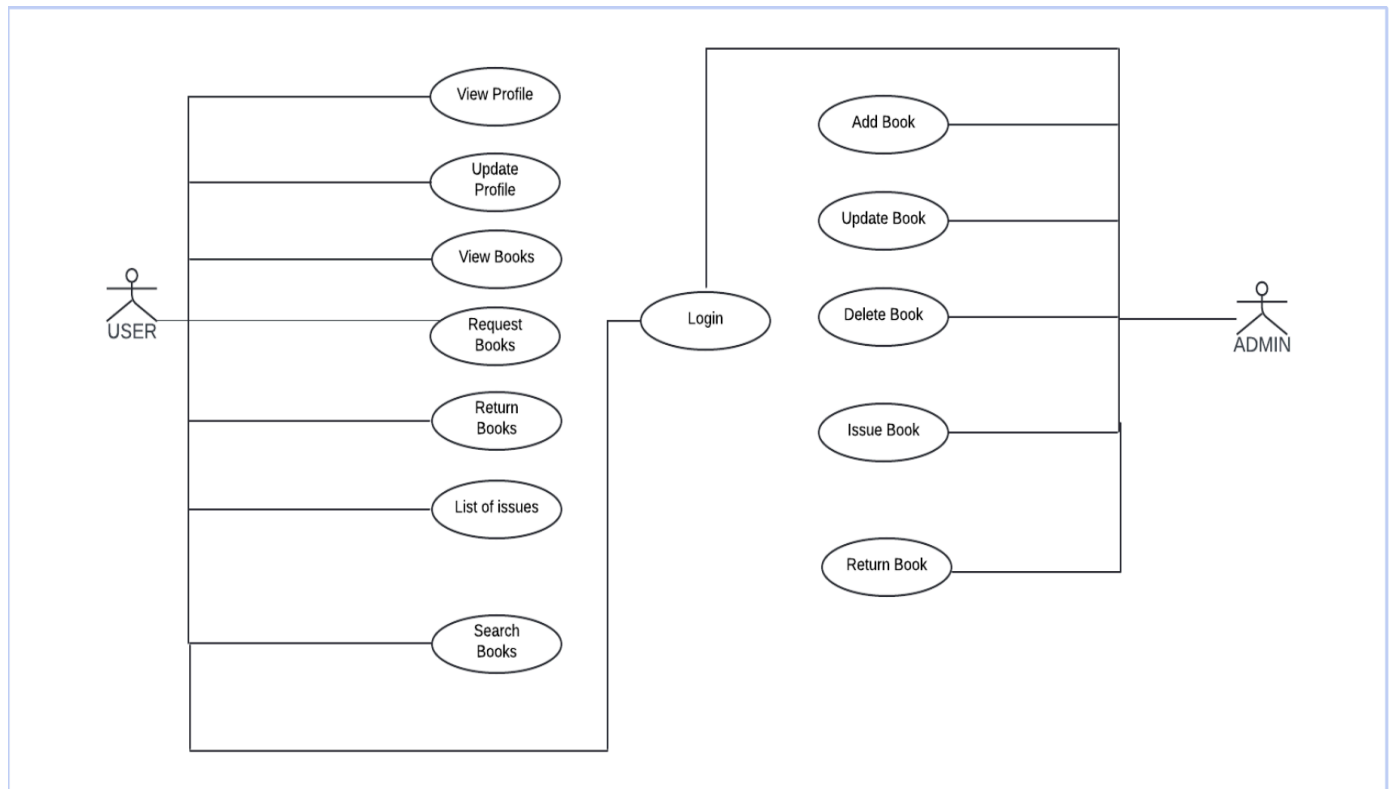 View Profile
Update
Profile
View Books
USER
Request
Books
Return
Books
List of issues
Search
Books
Login
Add Book
Update Book
Delete Book
Issue Book
Return Book
ADMIN